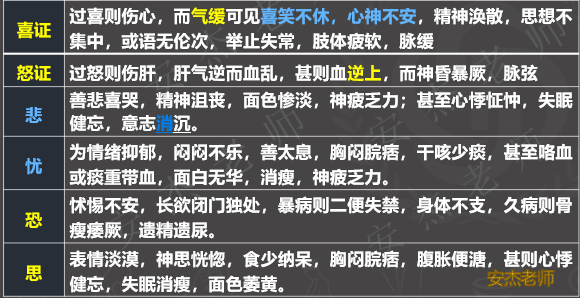 喜证
过喜则伤心，而气缓可见喜笑不休，心神不安，精神涣散，思想不
集中，或语无伦次，举止失常，肢体疲软，脉缓
怒证
过怒则伤肝，肝气逆而血乱，甚则血逆上，而神昏暴厥，脉弦
悲
善悲喜哭，精神沮丧，面色惨淡，神疲乏力；甚至心悸怔忡，失眠
健忘，意志消沉。
忧
为情绪抑郁，闷闷不乐，善太息，胸闷脘痞，干咳少痰，甚至咯血
或痰重带血，面白无华，消瘦，神疲乏力。
恐
怵惕不安，长欲闭门独处，暴病则二便失禁，身体不支，久病则骨
瘦痿厥，遗精遗尿。
思
表情淡漠，神思恍惚，食少纳呆，胸闷脘痞，腹胀便溏，甚则心悸
健忘，失眠消瘦，面色萎黄。
安杰老师